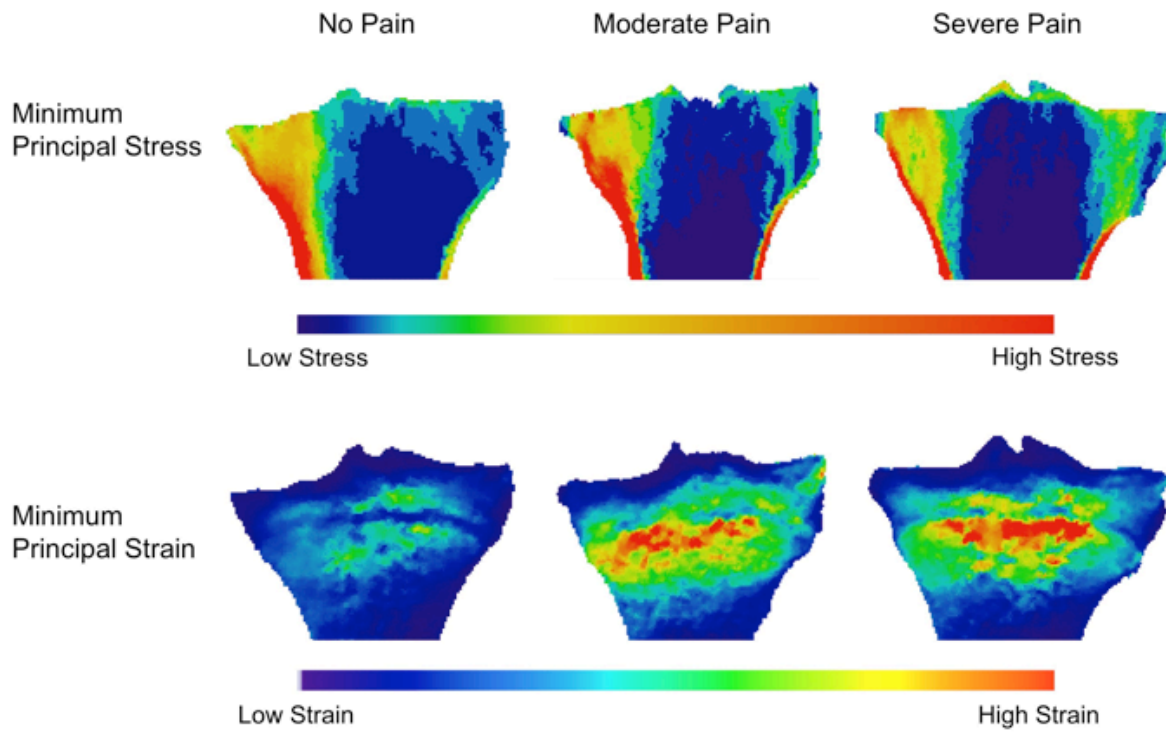 No Pain
Moderate Pain
Severe Pain
Minimum
Principal Stress
Low Stress
High Stress
Minimum
Principal Strain
Low Strain
High Strain